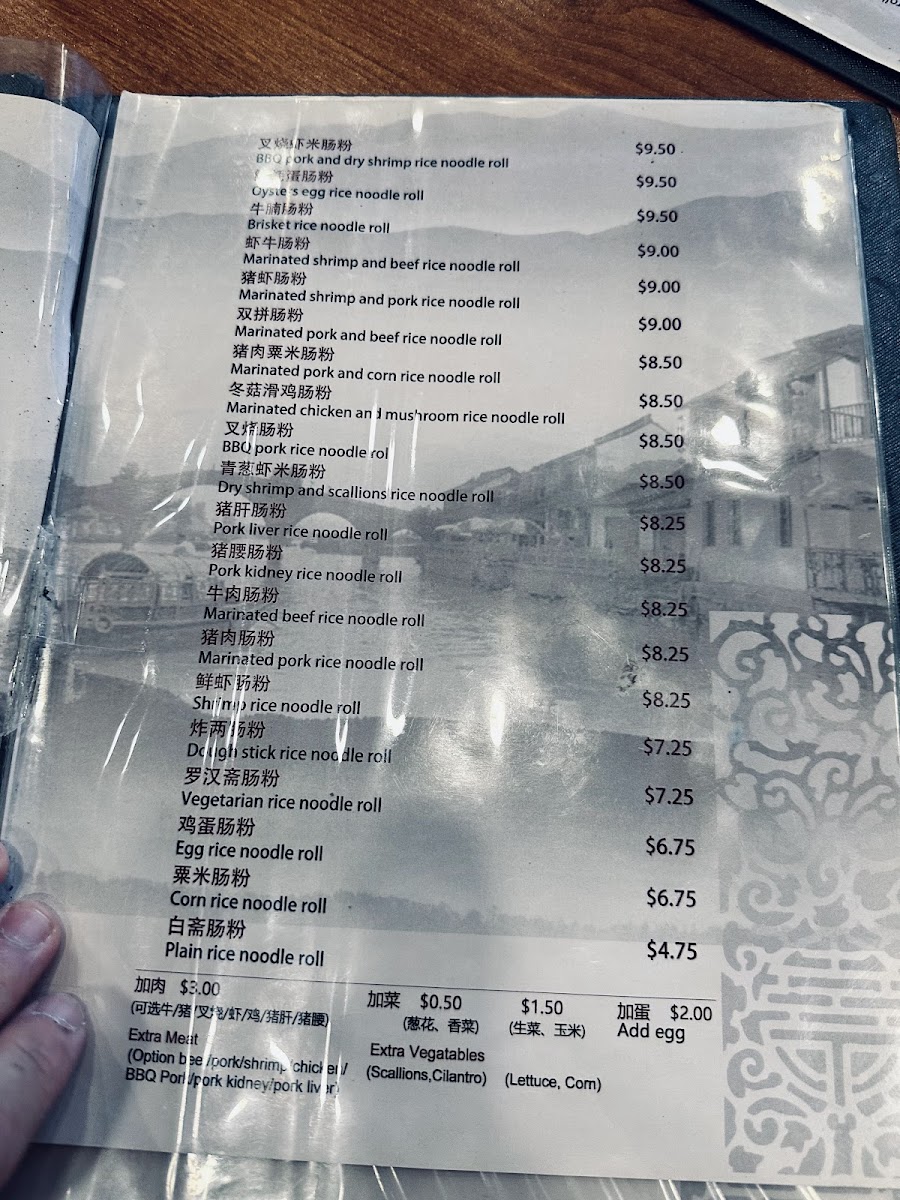 叉烧虾米肠粉
BBQ pork and dry shrimp rice noodle roll $9.50
蛋肠粉
Oysters egg rice noodle roll $9.50
牛腩肠粉
Brisket rice noodle roll $9.50
虾牛肠粉
Marinated shrimp and beef rice noodle roll $9.00
猪虾肠粉
Marinated shrimp and pork rice noodle roll $9.00
双拼肠粉
Marinated pork and beef rice noodle roll $9.00
猪肉粟米肠粉
Marinated pork and corn rice noodle roll $8.50
冬菇滑鸡肠粉
Marinated chicken and mushroom rice noodle roll $8.50
叉烧肠粉
BBQ pork rice noodle rol $8.50
青葱虾米肠粉
Dry shrimp and scallions rice noodle roll $8.50
猪肝肠粉
Pork liver rice noodle roll $8.25
猪腰肠粉
Pork kidney rice noodle roll $8.25
牛肉肠粉
Marinated beef rice noodle roll $8.25
猪肉肠粉
Marinated pork rice noodle roll $8.25
鲜虾肠粉
Shrimp rice noodle roll $8.25
炸两肠粉
Dough stick rice noodle roll $7.25
罗汉斋肠粉
Vegetarian rice noodle roll $7.25
鸡蛋肠粉
Egg rice noodle roll $6.75
粟米肠粉
Corn rice noodle roll $6.75
白斋肠粉
Plain rice noodle roll $4.75
加肉 $3.00
(可选牛/猪/叉烧/虾/鸡/猪肝/猪腰)
Extra Meat
(Option beef/pork/shrimp/chicken/
BBQ Pork/pork kidney/pork liver)
加菜 $0.50 $1.50
(葱花、香菜) (生菜、玉米)
Extra Vegatables
(Scallions,Cilantro) (Lettuce, Corn)
加蛋 $2.00
Add egg